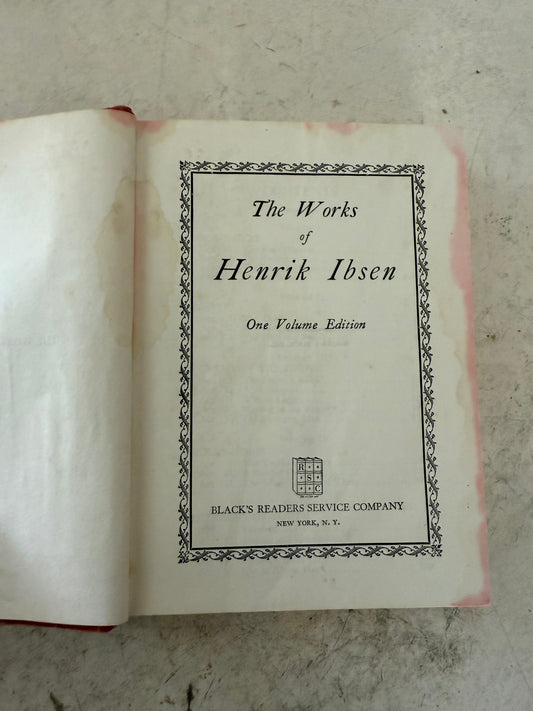 The Works
of
Henrik Ibsen
One Volume Edition
R
S
C
BLACK'S READERS SERVICE COMPANY
NEW YORK, N. Y.